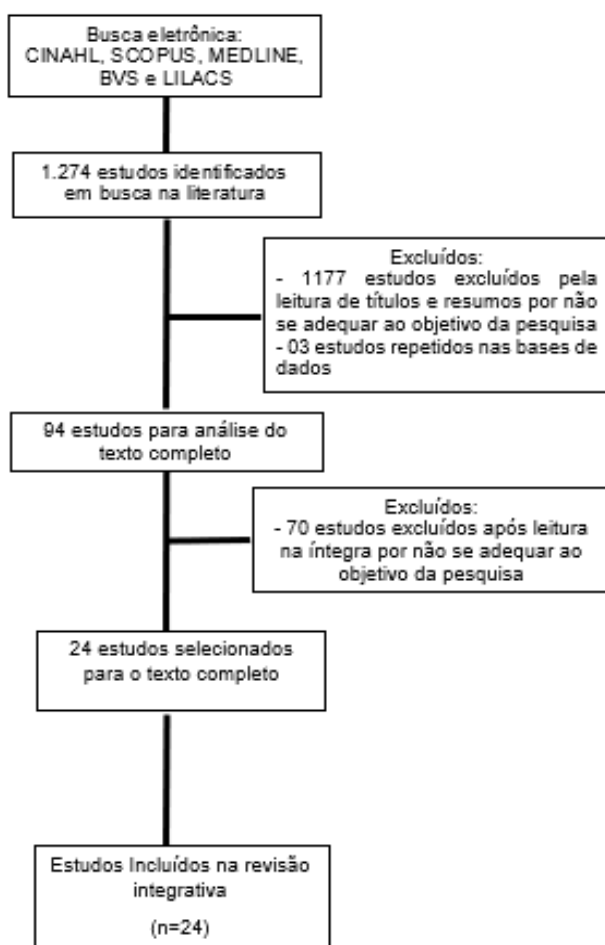 Busca eletrônica:
CINAHL, SCOPUS, MEDLINE,
BVS e LILACS
1.274 estudos identificados
em busca na literatura
Excluídos:
- 1177 estudos excluídos pela
leitura de títulos e resumos por não
se adequar ao objetivo da pesquisa
- 03 estudos repetidos nas bases de
dados
94 estudos para análise do
texto completo
Excluídos:
- 70 estudos excluídos após leitura
na íntegra por não se adequar ao
objetivo da pesquisa
24 estudos selecionados
para o texto completo
Estudos Incluídos na revisão
integrativa
(n=24)